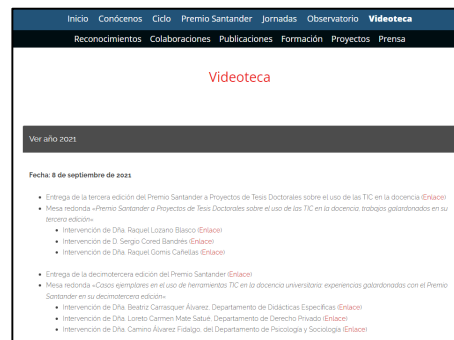 Inicio Conócenos Ciclo Premio Santander Jornadas Observatorio Videoteca
Reconocimientos Colaboraciones Publicaciones Formación Proyectos Prensa
Videoteca
Ver año 2021
Fecha: 8 de septiembre de 2021
Entrega de la tercera edición del Premio Santander a Proyectos de Tesis Doctorales sobre el uso de las TIC en la docencia (Enlace)
Mesa redonda «Premio Santander a Proyectos de Tesis Doctorales sobre el uso de las TIC en la docencia: trabajos galardonados en su
tercera edición»
Intervención de Dña. Raquel Lozano Blasco (Enlace)
Intervención de D. Sergio Cored Bandrés (Enlace)
Intervención de Dña. Raquel Gomis Cañellas (Enlace)
Entrega de la decimotercera edición del Premio Santander (Enlace)
Mesa redonda «Casos ejemplares en el uso de herramientas TIC en la docencia universitaria: experiencias galardonadas con el Premio
Santander en su decimotercera edición»
Intervención de Dña. Beatriz Carrasquer Álvarez. Departamento de Didácticas Específicas (Enlace)
Intervención de Dña. Loreto Carmen Mate Satué. Departamento de Derecho Privado (Enlace)
Intervención de Dña. Camino Álvarez Fidalgo, del Departamento de Psicología y Sociología (Enlace)